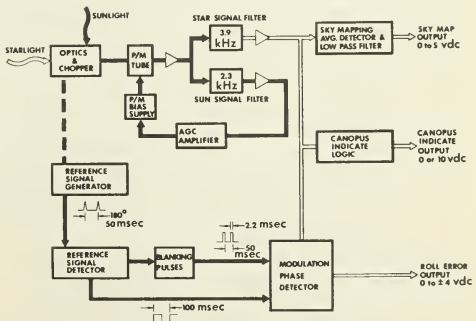 SUNLIGHT
STARLIGHT
OPTICS
&
CHOPPER
P/M
TUBE
P/M
BIAS
SUPPLY
STAR SIGNAL FILTER
3.9
kHz
2.3
kHz
SUN SIGNAL FILTER
AGC
AMPLIFIER
SKY MAPPING
AVG. DETECTOR &
LOW PASS FILTER
SKY MAP
OUTPUT
0 to 5 vdc
CANOPUS
INDICATE
LOGIC
CANOPUS
INDICATE
OUTPUT
0 or 10 vdc
REFERENCE
SIGNAL
GENERATOR
180°
50 msec
REFERENCE
SIGNAL
DETECTOR
BLANKING
PULSES
2.2 msec
50
msec
MODULATION
PHASE
DETECTOR
ROLL ERROR
OUTPUT
0 to ± 4 vdc
100 msec